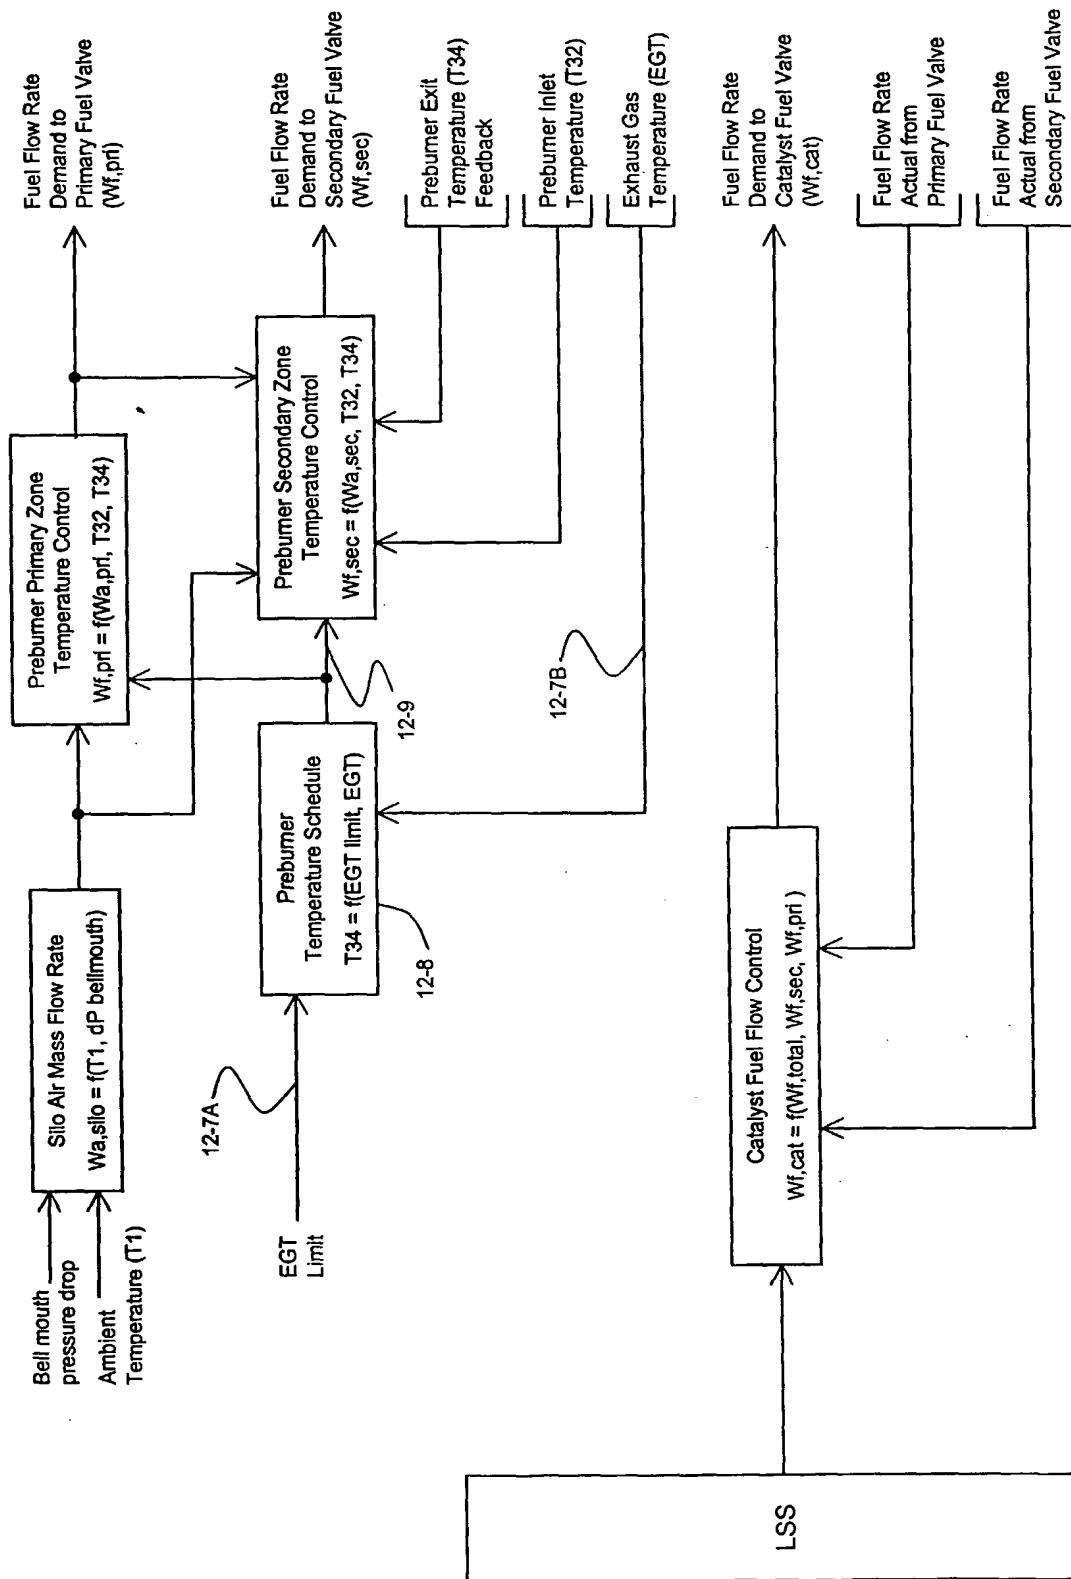 Bell mouth
pressure drop
Ambient
Temperature (T1)
Silo Air Mass Flow Rate
Wa,silo = f(T1, dP bellmouth)
Preburner Primary Zone
Temperature Control
Wf,pri = f(Wa,pri, T32, T34)
Fuel Flow Rate
Demand to
Primary Fuel Valve
(Wf,pri)
EGT
Limit
12-7A
Preburner
Temperature Schedule
T34 = f(EGT limit, EGT)
12-8
12-9
Preburner Secondary Zone
Temperature Control
Wf,sec = f(Wa,sec, T32, T34)
Fuel Flow Rate
Demand to
Secondary Fuel Valve
(Wf,sec)
Preburner Exit
Temperature (T34)
Feedback
Preburner Inlet
Temperature (T32)
12-7B
Exhaust Gas
Temperature (EGT)
LSS
Catalyst Fuel Flow Control
Wf,cat = f(Wf,total, Wf,sec, Wf,pri )
Fuel Flow Rate
Demand to
Catalyst Fuel Valve
(Wf,cat)
Fuel Flow Rate
Actual from
Primary Fuel Valve
Fuel Flow Rate
Actual from
Secondary Fuel Valve